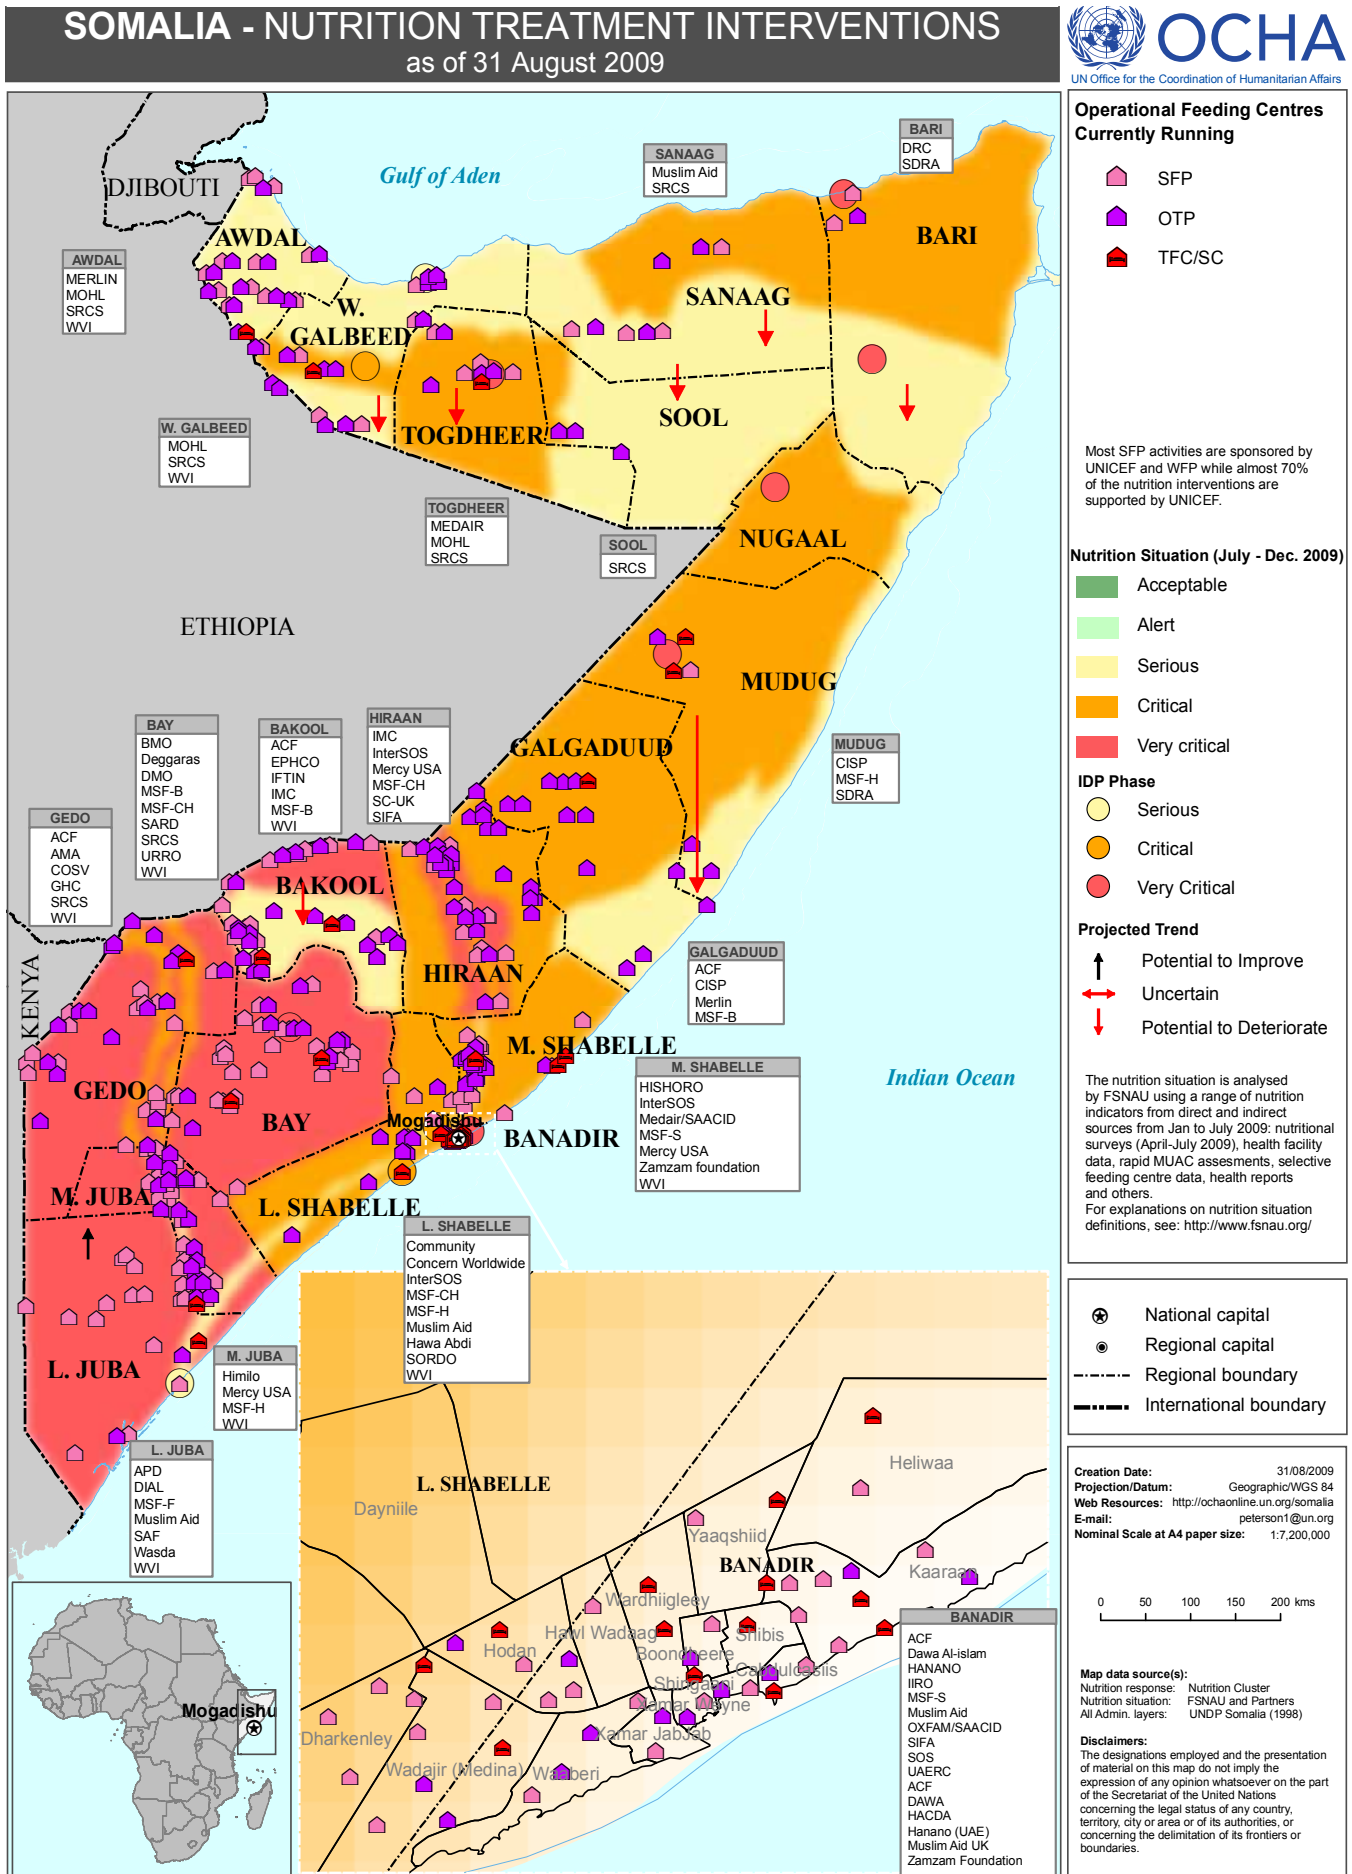 SOMALIA - NUTRITION TREATMENT INTERVENTIONS
as of 31 August 2009
OCHA
UN Office for the Coordination of Humanitarian Affairs
Operational Feeding Centres
Currently Running
SFP
OTP
TFC/SC
Most SFP activities are sponsored by
UNICEF and WFP while almost 70%
of the nutrition interventions are
supported by UNICEF.
Nutrition Situation (July - Dec. 2009)
Acceptable
Alert
Serious
Critical
Very critical
IDP Phase
Serious
Critical
Very Critical
Projected Trend
Potential to Improve
Uncertain
Potential to Deteriorate
The nutrition situation is analysed
by FSNAU using a range of nutrition
indicators from direct and indirect
sources from Jan to July 2009: nutritional
surveys (April-July 2009), health facility
data, rapid MUAC assesments, selective
feeding centre data, health reports
and others.
For explanations on nutrition situation
definitions, see: http://www.fsnau.org/
National capital
Regional capital
Regional boundary
International boundary
Creation Date: 31/08/2009
Projection/Datum: Geographic/WGS 84
Web Resources: http://ochaonline.un.org/somalia
E-mail: peterson1@un.org
Nominal Scale at A4 paper size: 1:7,200,000
0 50 100 150 200 kms
Map data source(s):
Nutrition response: Nutrition Cluster
Nutrition situation: FSNAU and Partners
All Admin. layers: UNDP Somalia (1998)
Disclaimers:
The designations employed and the presentation
of material on this map do not imply the
expression of any opinion whatsoever on the part
of the Secretariat of the United Nations
concerning the legal status of any country,
territory, city or area or of its authorities, or
concerning the delimitation of its frontiers or
boundaries.
DJIBOUTI
Gulf of Aden
ETHIOPIA
KENYA
Indian Ocean
AWDAL
W.
GALBEED
TOGDHEER
SANAAG
SOOL
BARI
NUGAAL
MUDUG
GALGADUUD
HIRAAN
BAKOOL
GEDO
BAY
M. SHABELLE
Mogadishu
BANADIR
L. SHABELLE
M. JUBA
L. JUBA
AWDAL
MERLIN
MOHL
SRCS
WVI
W. GALBEED
MOHL
SRCS
WVI
TOGDHEER
MEDAIR
MOHL
SRCS
SOOL
SRCS
SANAAG
Muslim Aid
SRCS
BARI
DRC
SDRA
MUDUG
CISP
MSF-H
SDRA
GALGADUUD
ACF
CISP
Merlin
MSF-B
HIRAAN
IMC
InterSOS
Mercy USA
MSF-CH
SC-UK
SIFA
BAKOOL
ACF
EPHCO
IFTIN
IMC
MSF-B
WVI
BAY
BMO
Deggaras
DMO
MSF-B
MSF-CH
SARD
SRCS
URRO
WVI
GEDO
ACF
AMA
COSV
GHC
SRCS
WVI
M. SHABELLE
HISHORO
InterSOS
Medair/SAACID
MSF-S
Mercy USA
Zamzam foundation
WVI
L. SHABELLE
Community
Concern Worldwide
InterSOS
MSF-CH
MSF-H
Muslim Aid
Hawa Abdi
SORDO
WVI
M. JUBA
Himilo
Mercy USA
MSF-H
WVI
L. JUBA
APD
DIAL
MSF-F
Muslim Aid
SAF
Wasda
WVI
Mogadishu
L. SHABELLE
Dayniile
Heliwaa
Yaaqshiid
BANADIR
Kaaraan
Wardhiigleey
Hawl Wadaag
Hodan
Shibis
Boondheere
Cabdulcasiis
Shingaani
Xamar Weyne
Xamar JabJab
Dharkenley
Wadajir (Medina)
Waaberi
BANADIR
ACF
Dawa Al-islam
HANANO
IIRO
MSF-S
Muslim Aid
OXFAM/SAACID
SIFA
SOS
UAERC
ACF
DAWA
HACDA
Hanano (UAE)
Muslim Aid UK
Zamzam Foundation